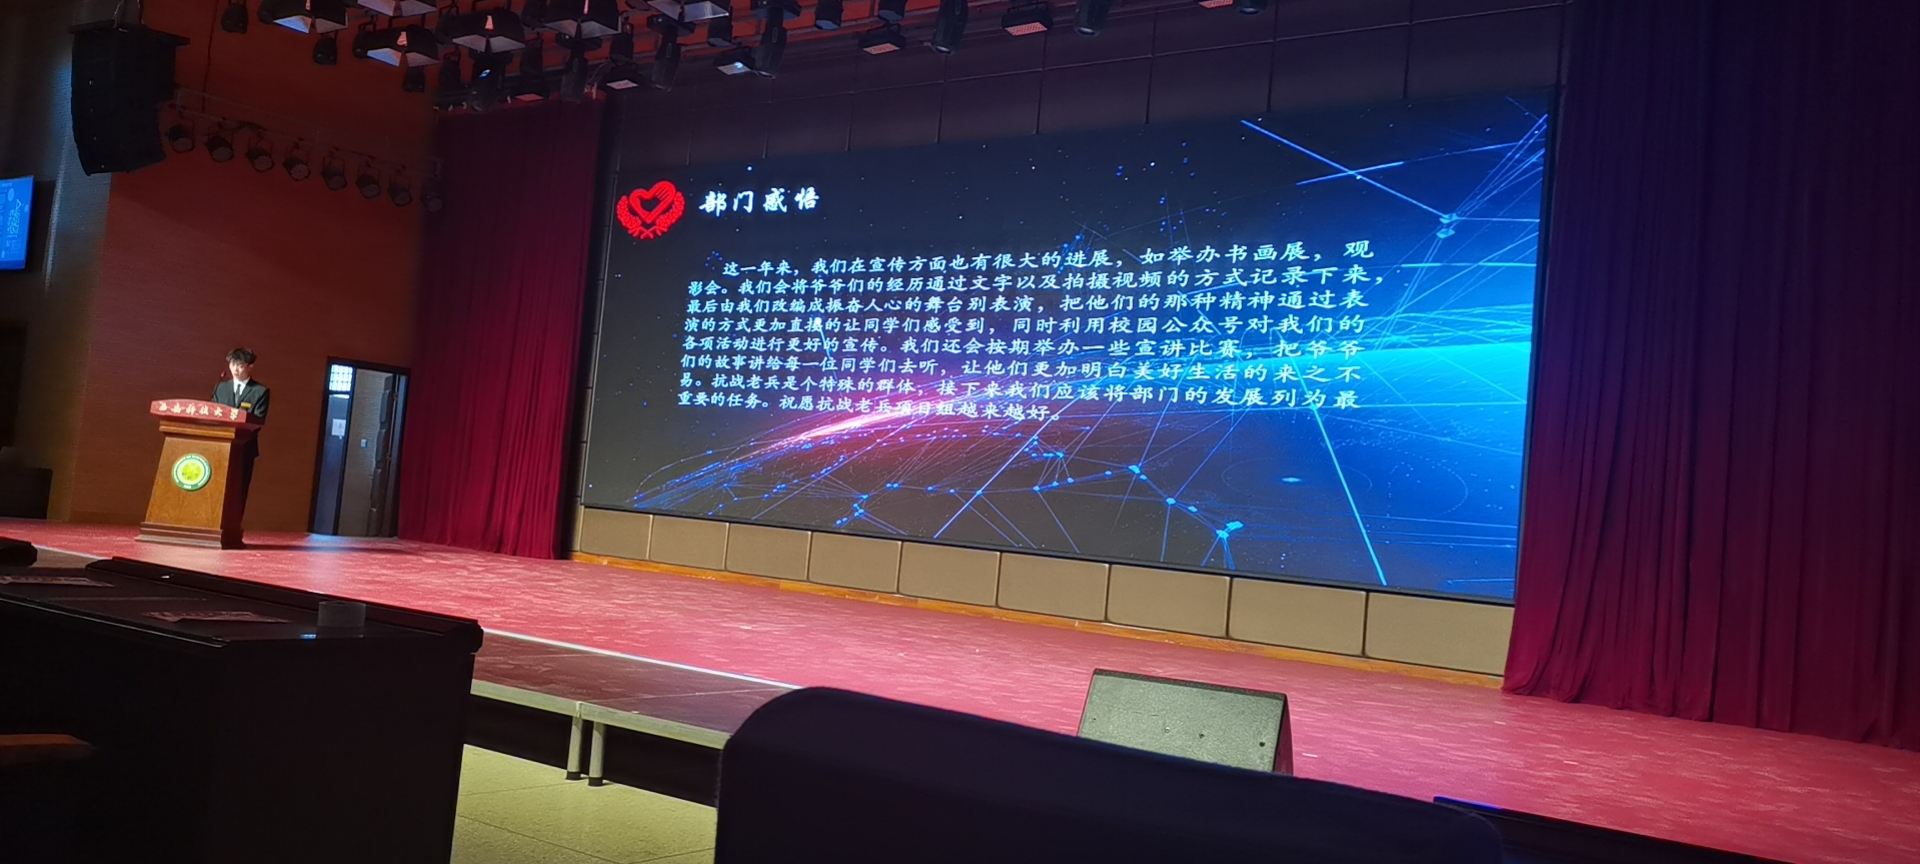 部门感悟
这一年来，我们在宣传方面也有很大的进展，如举办书画展，观
影会。我们会将爷爷们的经历通过文字以及拍摄视频的方式记录下来，
最后由我们改编成振奋人心的舞台别表演，把他们的那种精神通过表
演的方式更加直接的让同学们感受到，同时利用校园公众号对我们的
各项活动进行更好的宣传。我们还会按期举办一些宣讲比赛，把爷爷
们的故事讲给每一位同学们去听，让他们更加明白美好生活的来之不
易。抗战老兵是个特殊的群体，接下来我们应该将部门的发展列为最
重要的任务。祝愿抗战老兵项目组越来越好。
科技大学